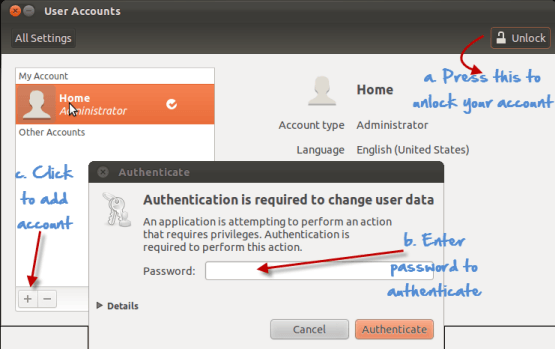 User Accounts
All Settings
Unlock
My Account
Home
Administrator
Other Accounts
Home
Account type Administrator
Language English (United States)
a. Press this to
unlock your account
c. Click
to add
account
Authenticate
Authentication is required to change user data
An application is attempting to perform an action
that requires privileges. Authentication is
required to perform this action.
Password:
b. Enter
password to
authenticate
Details
Cancel
Authenticate